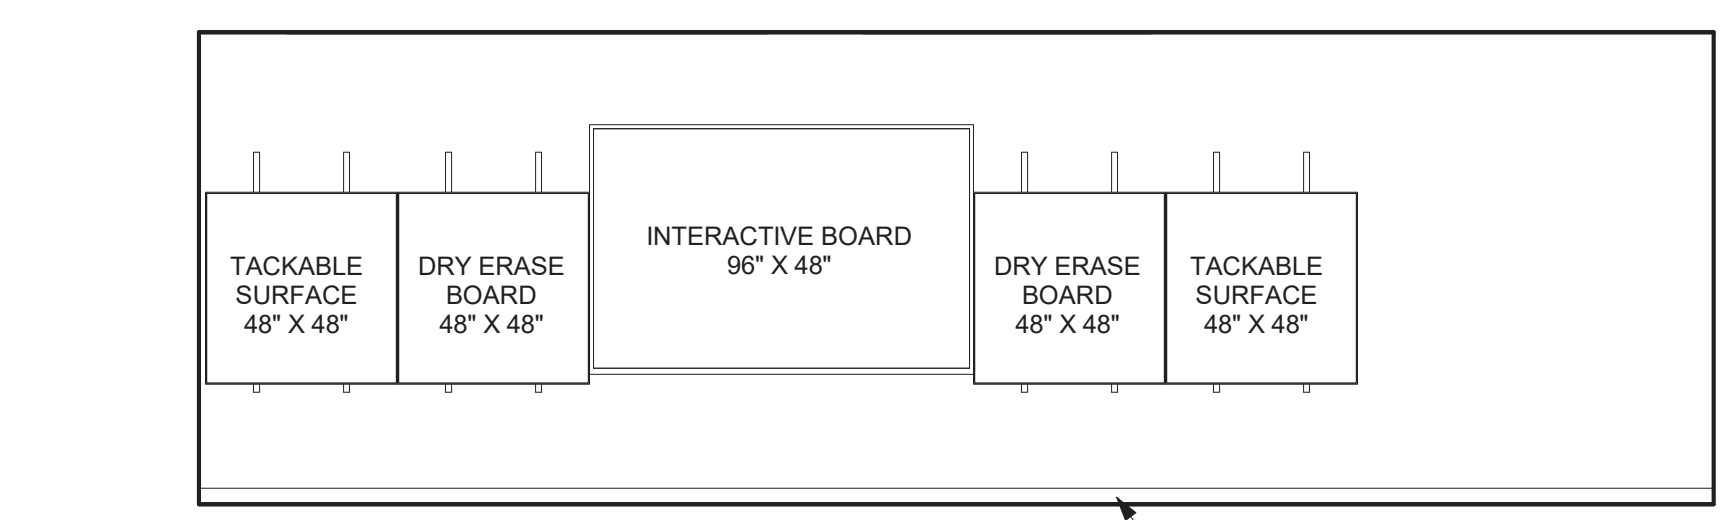 TACKABLE
SURFACE
48" X 48"
DRY ERASE
BOARD
48" X 48"
INTERACTIVE BOARD
96" X 48"
DRY ERASE
BOARD
48" X 48"
TACKABLE
SURFACE
48" X 48"